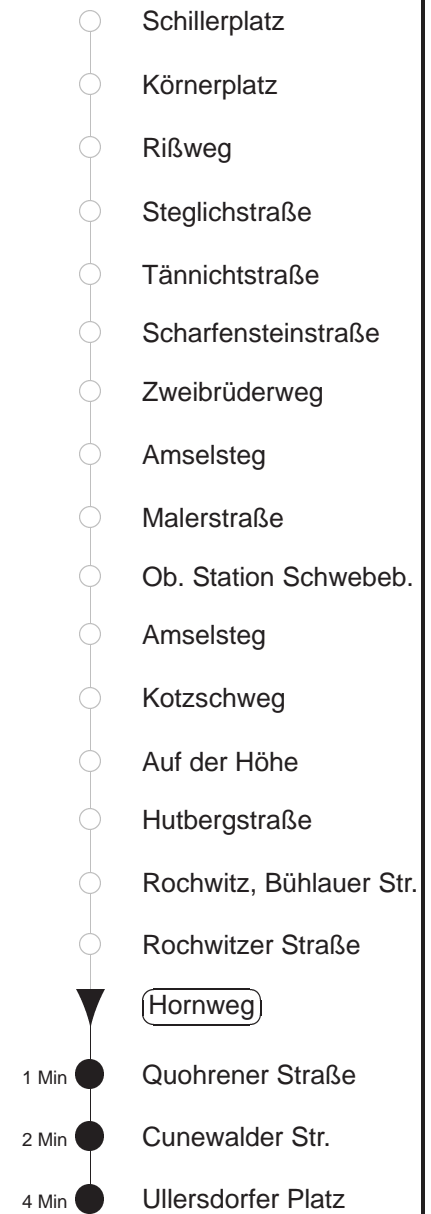 Schillerplatz
Körnerplatz
Rißweg
Steglichstraße
Tännichtstraße
Scharfensteinstraße
Zweibrüderweg
Amselsteg
Malerstraße
Ob. Station Schwebeb.
Amselsteg
Kotzschweg
Auf der Höhe
Hutbergstraße
Rochwitz, Bühlauer Str.
Rochwitzer Straße
Hornweg
1 Min Quohrener Straße
2 Min Cunewalder Str.
4 Min Ullersdorfer Platz